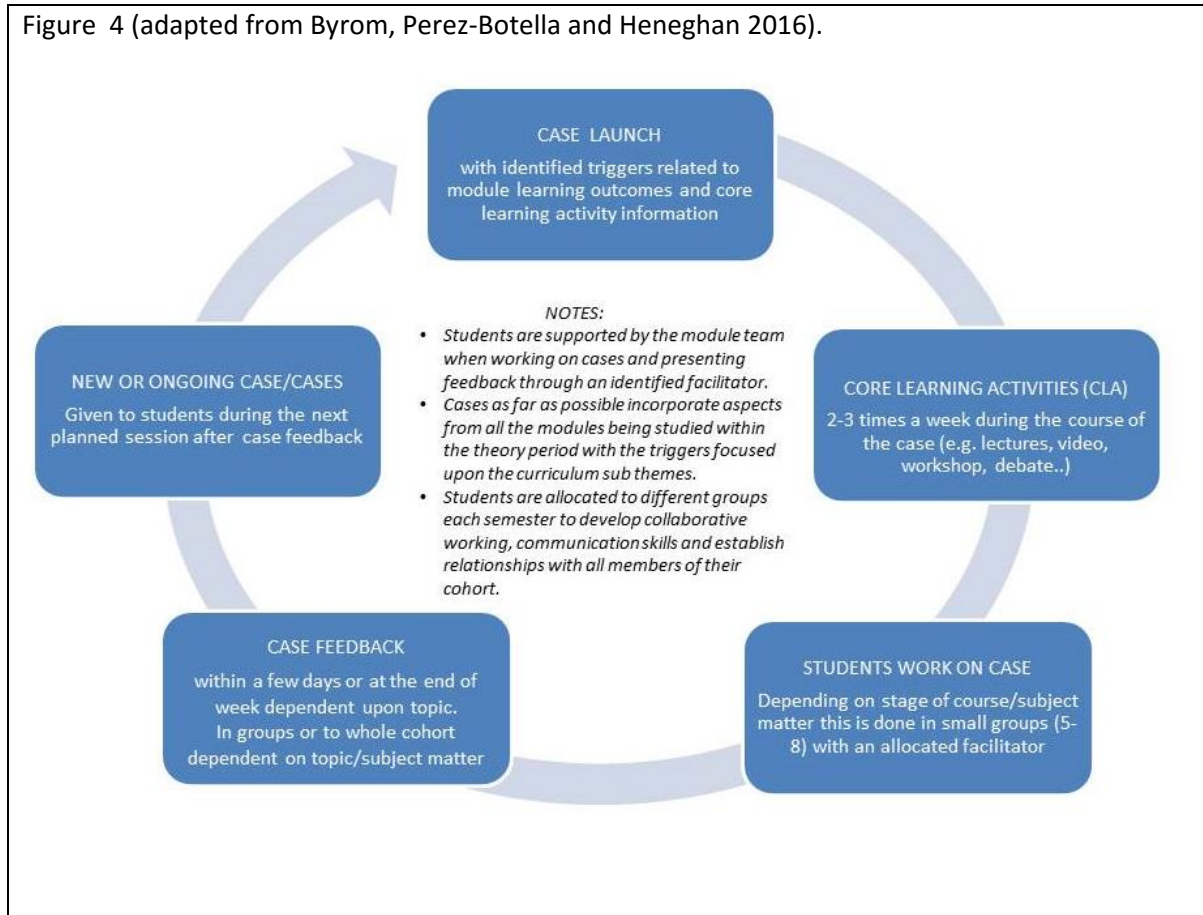 Figure 4 (adapted from Byrom, Perez-Botella and Heneghan 2016).
CASE LAUNCH
with identified triggers related to
module learning outcomes and core
learning activity information
CORE LEARNING ACTIVITIES (CLA)
2-3 times a week during the course of
the case (e.g. lectures, video,
workshop, debate..)
STUDENTS WORK ON CASE
Depending on stage of course/subject
matter this is done in small groups (5-
8) with an allocated facilitator
CASE FEEDBACK
within a few days or at the end of
week dependent upon topic.
In groups or to whole cohort
dependent on topic/subject matter
NEW OR ONGOING CASE/CASES
Given to students during the next
planned session after case feedback
NOTES:
• Students are supported by the module team
when working on cases and presenting
feedback through an identified facilitator.
• Cases as far as possible incorporate aspects
from all the modules being studied within
the theory period with the triggers focused
upon the curriculum sub themes.
• Students are allocated to different groups
each semester to develop collaborative
working, communication skills and establish
relationships with all members of their
cohort.